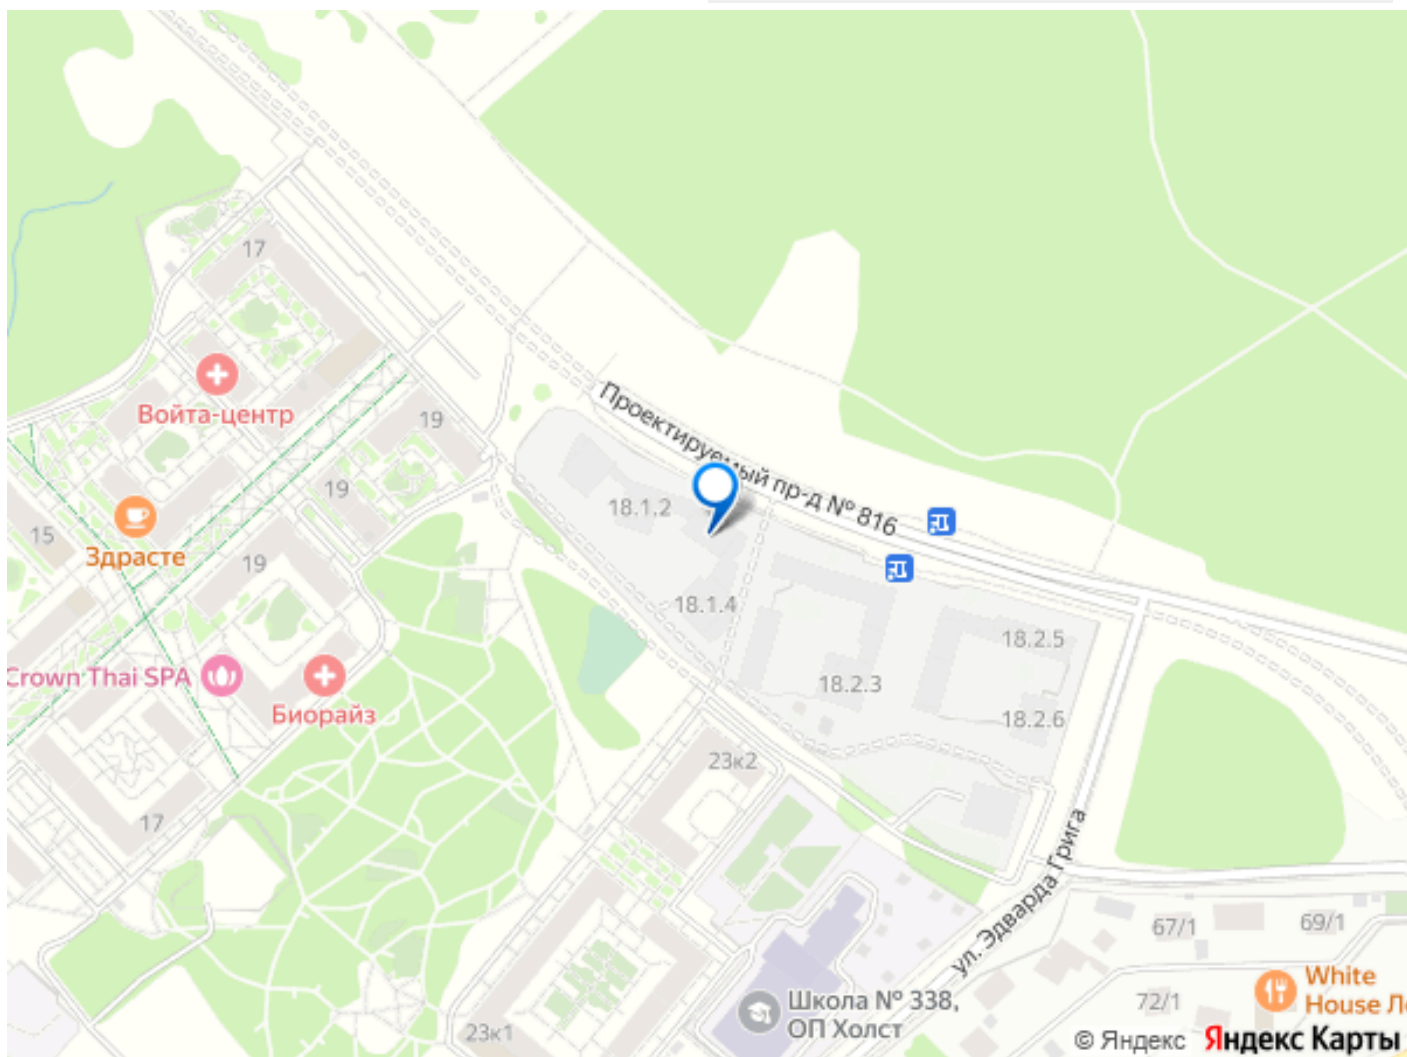 17
Проектируемый пр-д № 816
Войта-центр
19
19
18.1.2
15
Здрасте
19
18.1.4
18.2.5
Crown Thai SPA
18.2.3
Биорайз
18.2.6
23к2
17
ул. Эдварда Грига
67/1
69/1
White
House Ле
72/1
Школа № 338,
ОП Холст
23к1
© Яндекс Яндекс Карты